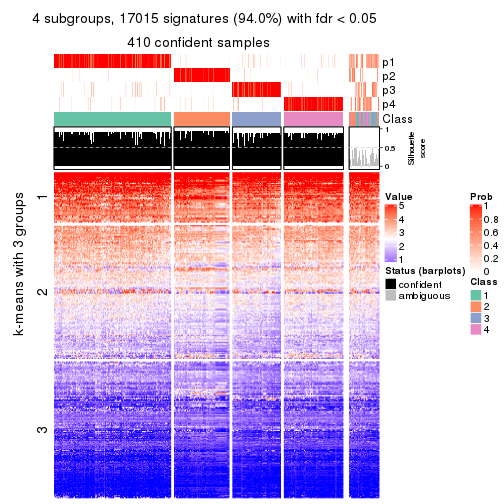 4 subgroups, 17015 signatures (94.0%) with fdr < 0.05
410 confident samples
p1
p2
p3
p4
Class
1
0.5
0
Silhouette
score
k-means with 3 groups
1
2
3
Value
5
4
3
2
1
Status (barplots)
confident
ambiguous
Prob
1
0.8
0.6
0.4
0.2
0
Class
1
2
3
4